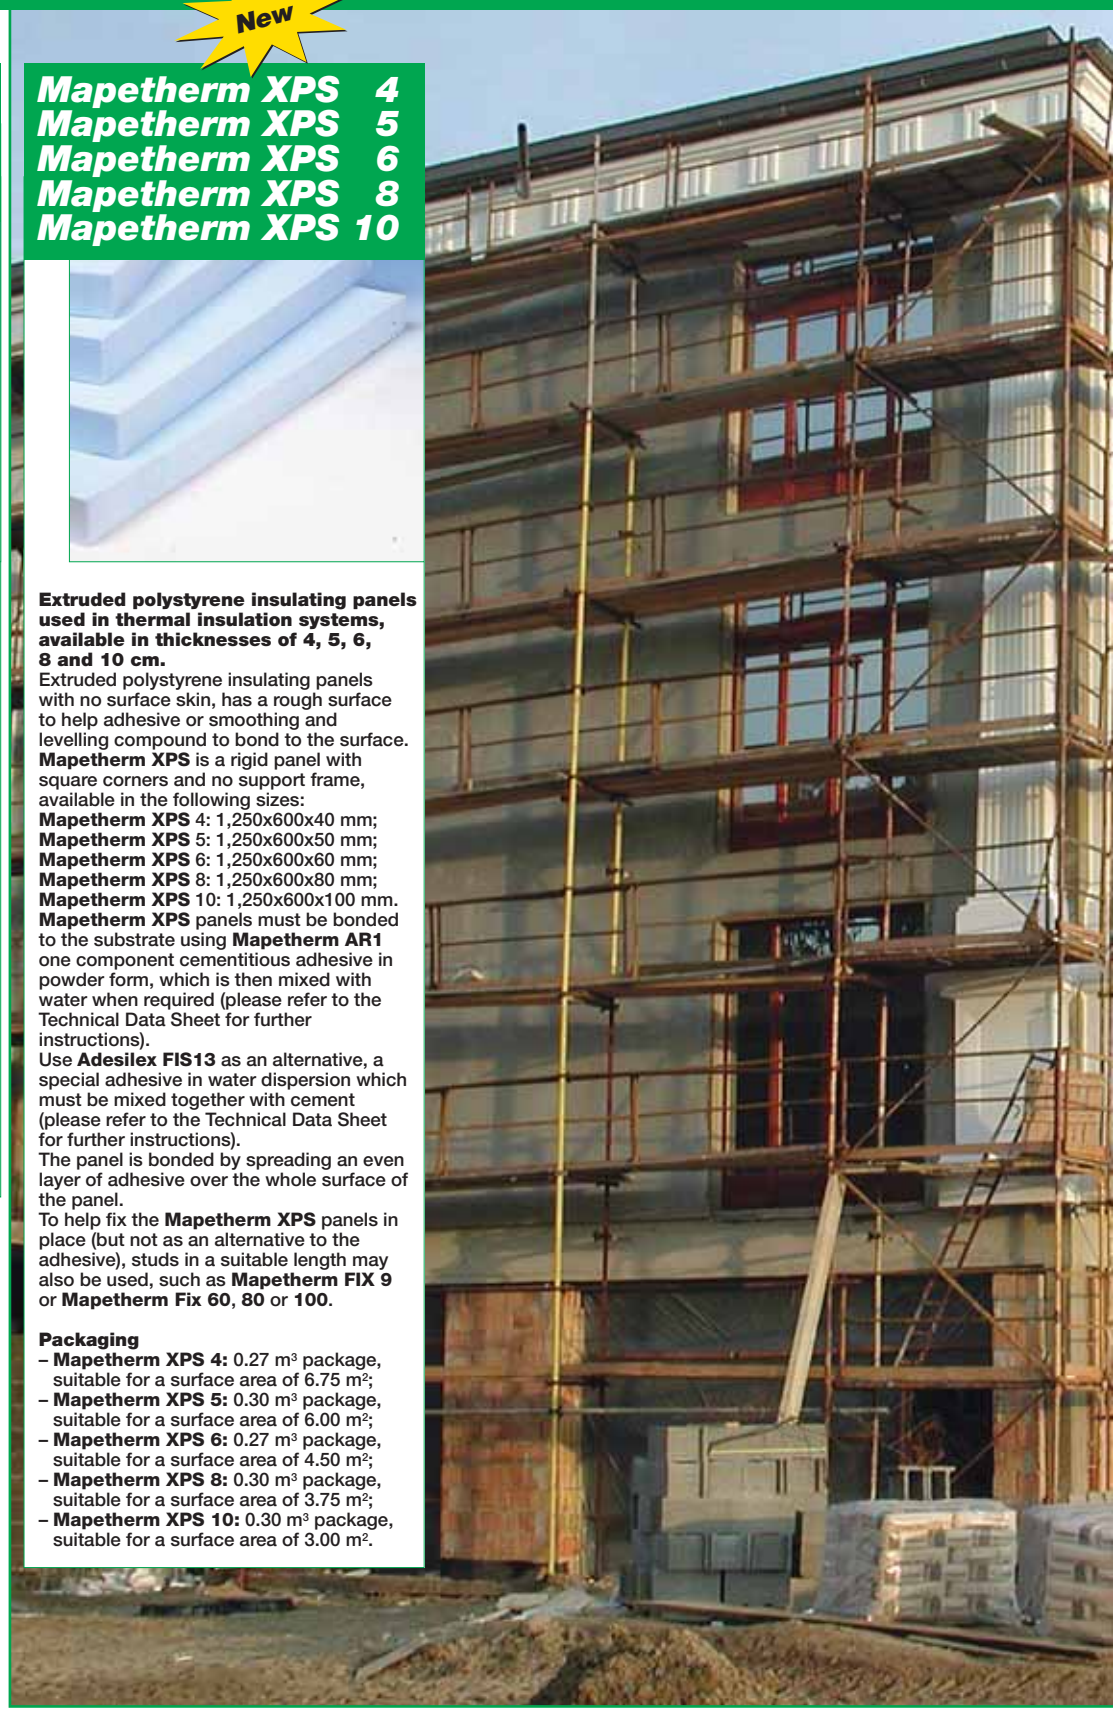 New
Mapetherm XPS 4
Mapetherm XPS 5
Mapetherm XPS 6
Mapetherm XPS 8
Mapetherm XPS 10
Extruded polystyrene insulating panels
used in thermal insulation systems,
available in thicknesses of 4, 5, 6,
8 and 10 cm.
Extruded polystyrene insulating panels
with no surface skin, has a rough surface
to help adhesive or smoothing and
levelling compound to bond to the surface.
Mapetherm XPS is a rigid panel with
square corners and no support frame,
available in the following sizes:
Mapetherm XPS 4: 1,250x600x40 mm;
Mapetherm XPS 5: 1,250x600x50 mm;
Mapetherm XPS 6: 1,250x600x60 mm;
Mapetherm XPS 8: 1,250x600x80 mm;
Mapetherm XPS 10: 1,250x600x100 mm.
Mapetherm XPS panels must be bonded
to the substrate using Mapetherm AR1
one component cementitious adhesive in
powder form, which is then mixed with
water when required (please refer to the
Technical Data Sheet for further
instructions).
Use Adesilex FIS13 as an alternative, a
special adhesive in water dispersion which
must be mixed together with cement
(please refer to the Technical Data Sheet
for further instructions).
The panel is bonded by spreading an even
layer of adhesive over the whole surface of
the panel.
To help fix the Mapetherm XPS panels in
place (but not as an alternative to the
adhesive), studs in a suitable length may
also be used, such as Mapetherm FIX 9
or Mapetherm Fix 60, 80 or 100.
Packaging
– Mapetherm XPS 4: 0.27 m³ package,
suitable for a surface area of 6.75 m²;
– Mapetherm XPS 5: 0.30 m³ package,
suitable for a surface area of 6.00 m²;
– Mapetherm XPS 6: 0.27 m³ package,
suitable for a surface area of 4.50 m²;
– Mapetherm XPS 8: 0.30 m³ package,
suitable for a surface area of 3.75 m²;
– Mapetherm XPS 10: 0.30 m³ package,
suitable for a surface area of 3.00 m².